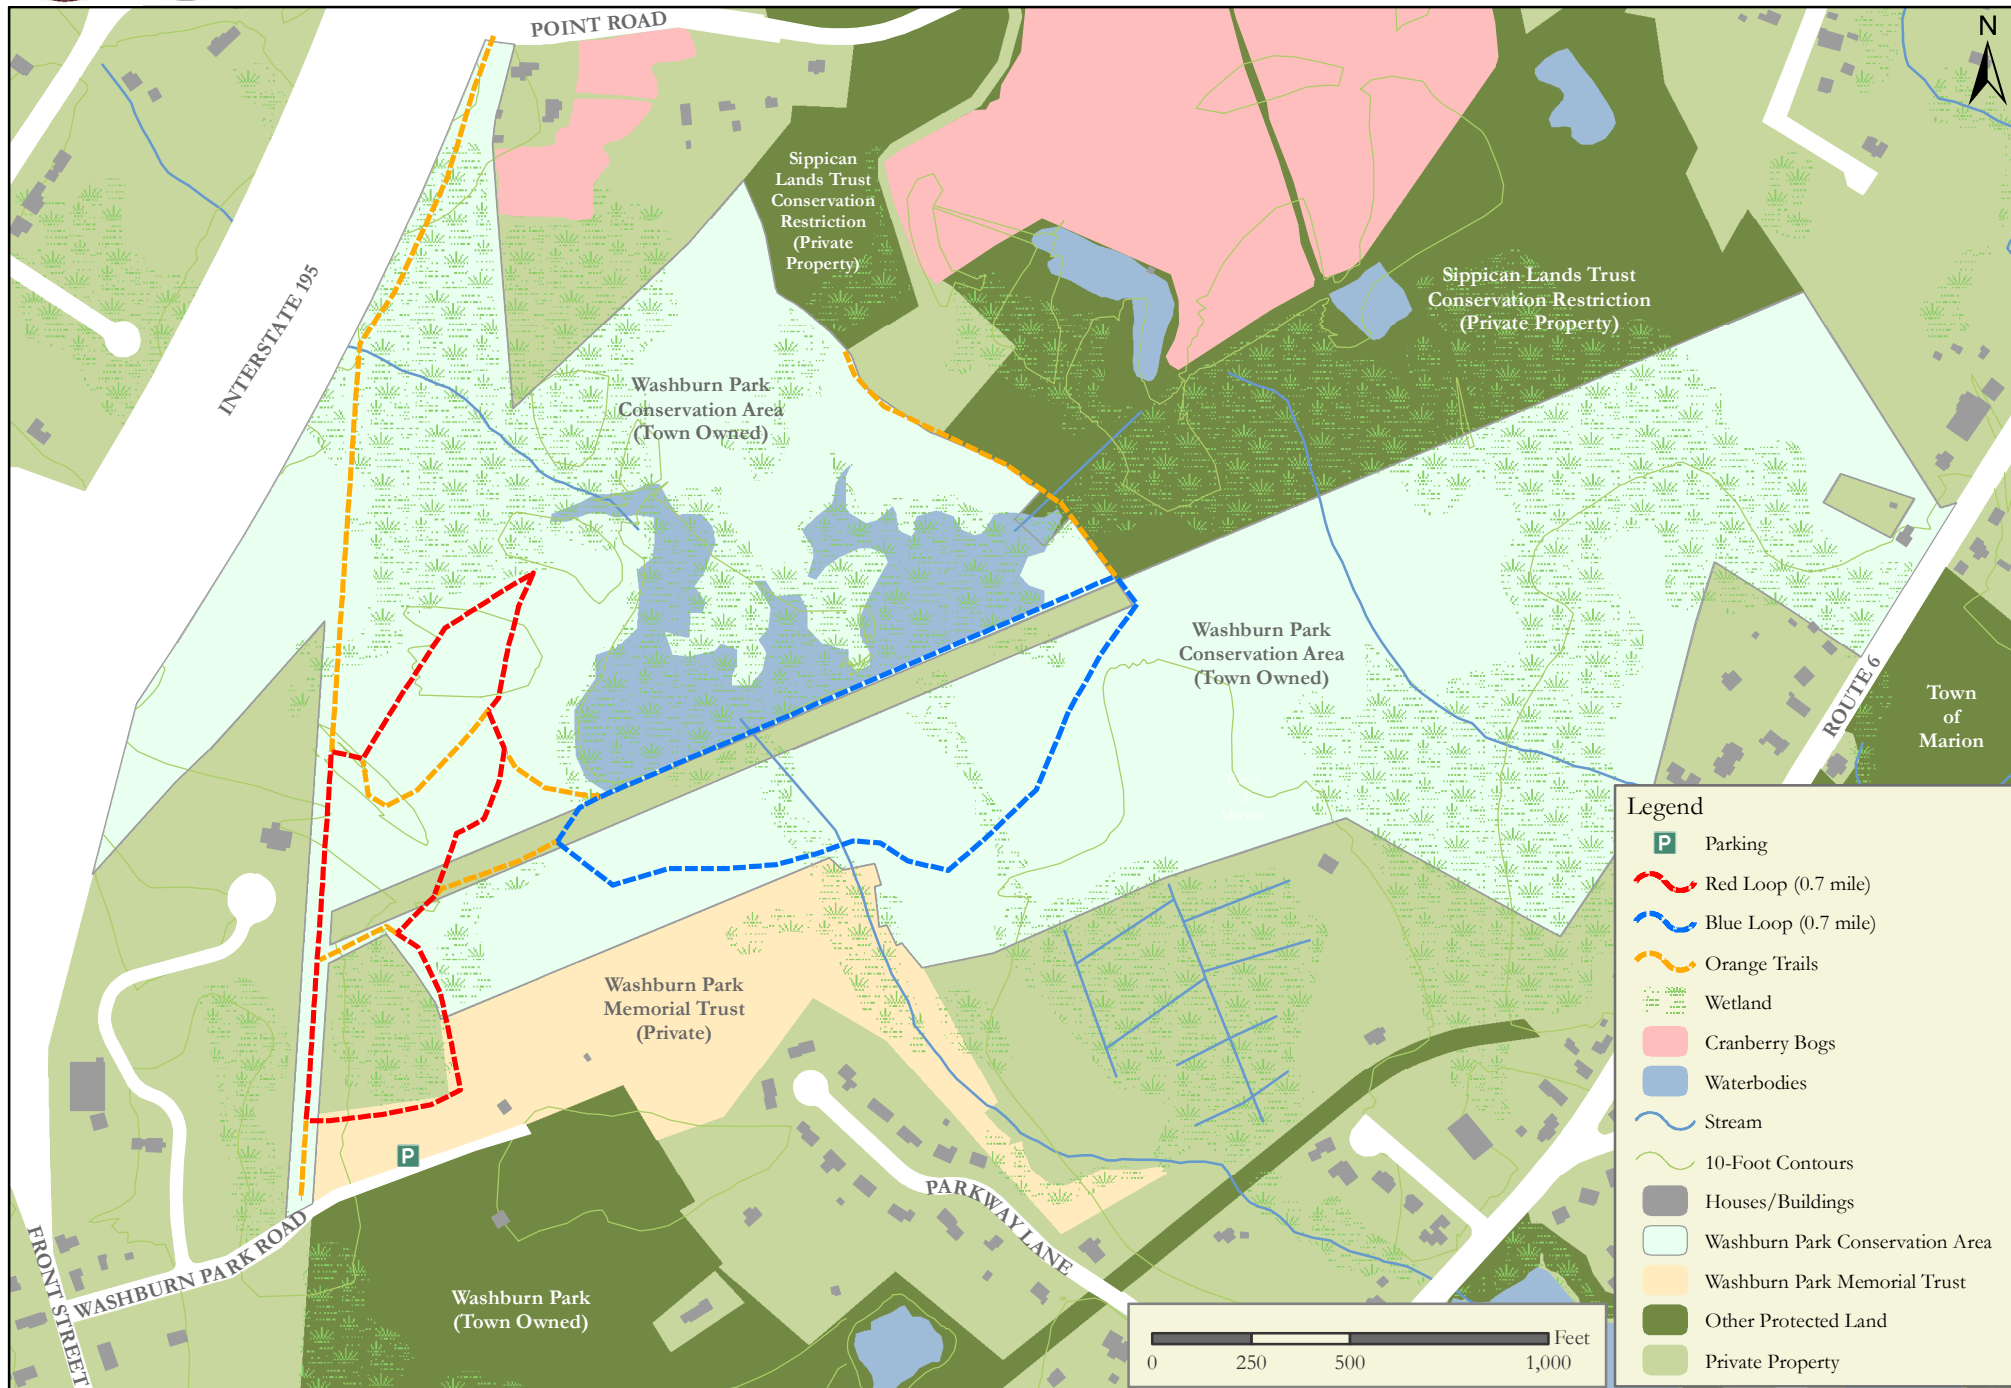 POINT ROAD
N
Sippican
Lands Trust
Conservation
Restriction
(Private
Property)
Sippican Lands Trust
Conservation Restriction
(Private Property)
INTERSTATE 195
Washburn Park
Conservation Area
(Town Owned)
Washburn Park
Conservation Area
(Town Owned)
ROUTE 6
Town
of
Marion
Washburn Park
Memorial Trust
(Private)
P
PARKWAY LANE
WASHBURN PARK ROAD
FRONT STREET
Washburn Park
(Town Owned)
Legend
P Parking
Red Loop (0.7 mile)
Blue Loop (0.7 mile)
Orange Trails
Wetland
Cranberry Bogs
Waterbodies
Stream
10-Foot Contours
Houses/Buildings
Washburn Park Conservation Area
Washburn Park Memorial Trust
Other Protected Land
Private Property
Feet
0 250 500 1,000